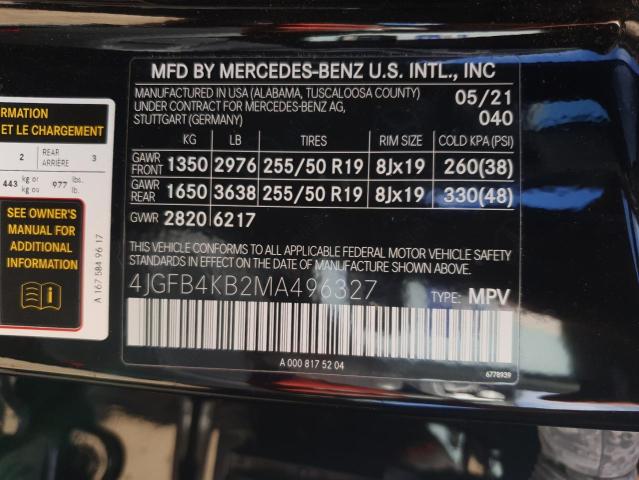 MFD BY MERCEDES-BENZ U.S. INTL., INC
MANUFACTURED IN USA (ALABAMA, TUSCALOOSA COUNTY) 05/21
UNDER CONTRACT FOR MERCEDES-BENZ AG, 040
STUTTGART (GERMANY)
KG LB TIRES RIM SIZE COLD KPA (PSI)
GAWR FRONT 1350 2976 255/50 R19 8Jx19 260(38)
GAWR REAR 1650 3638 255/50 R19 8Jx19 330(48)
GVWR 2820 6217
THIS VEHICLE CONFORMS TO ALL APPLICABLE FEDERAL MOTOR VEHICLE SAFETY
STANDARDS IN EFFECT ON THE DATE OF MANUFACTURE SHOWN ABOVE.
4JGFB4KB2MA496327 TYPE: MPV
A 000 817 52 04
6778939
ORMATION
ET LE CHARGEMENT
2 REAR ARRIÈRE 3
443 kg or kg ou 977 lbs. lb.
SEE OWNER'S
MANUAL FOR
ADDITIONAL
INFORMATION
A 167 584 96 17